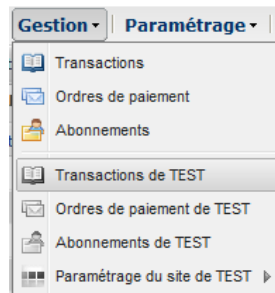 Gestion Paramétrage
Transactions
Ordres de paiement
Abonnements
Transactions de TEST
Ordres de paiement de TEST
Abonnements de TEST
Paramétrage du site de TEST